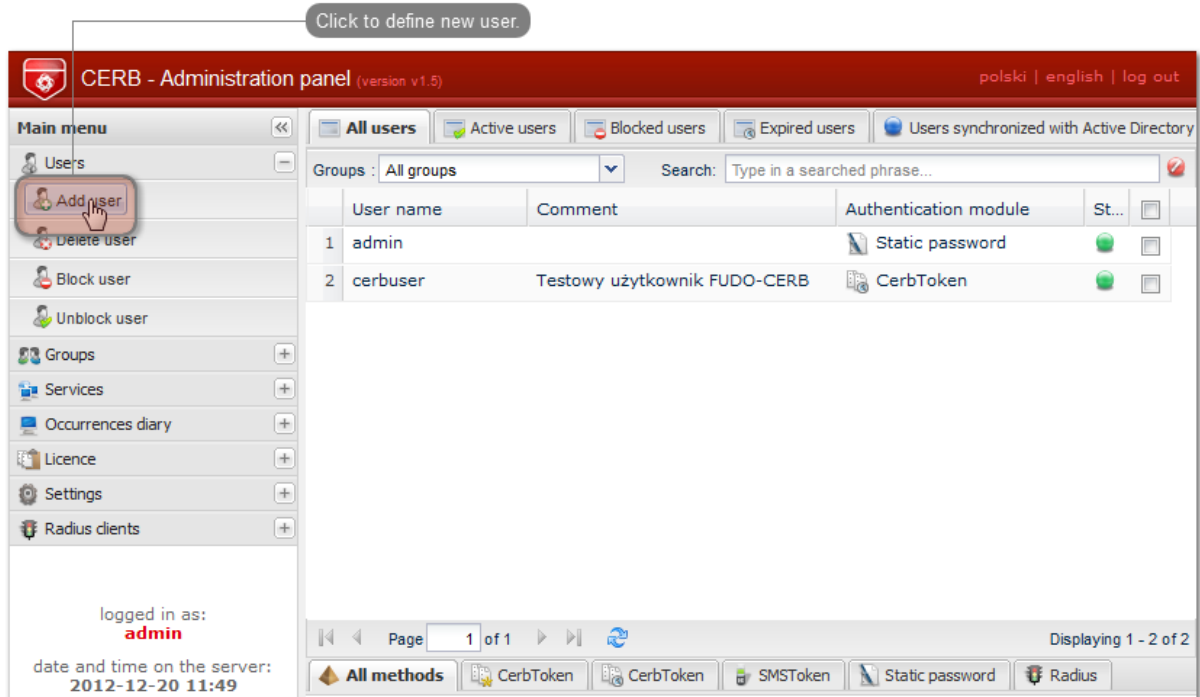 Click to define new user.
CERB - Administration panel (version v1.5)
polski | english | log out
Main menu
All users Active users Blocked users Expired users Users synchronized with Active Directory
Users
Groups : All groups Search: Type in a searched phrase...
Add user
User name Comment Authentication module St...
Delete user
1 admin Static password
Block user
2 cerbuser Testowy użytkownik FUDO-CERB CerbToken
Unblock user
Groups
Services
Occurrences diary
Licence
Settings
Radius clients
logged in as:
admin
date and time on the server:
2012-12-20 11:49
Page 1 of 1 Displaying 1 - 2 of 2
All methods CerbToken CerbToken SMSToken Static password Radius